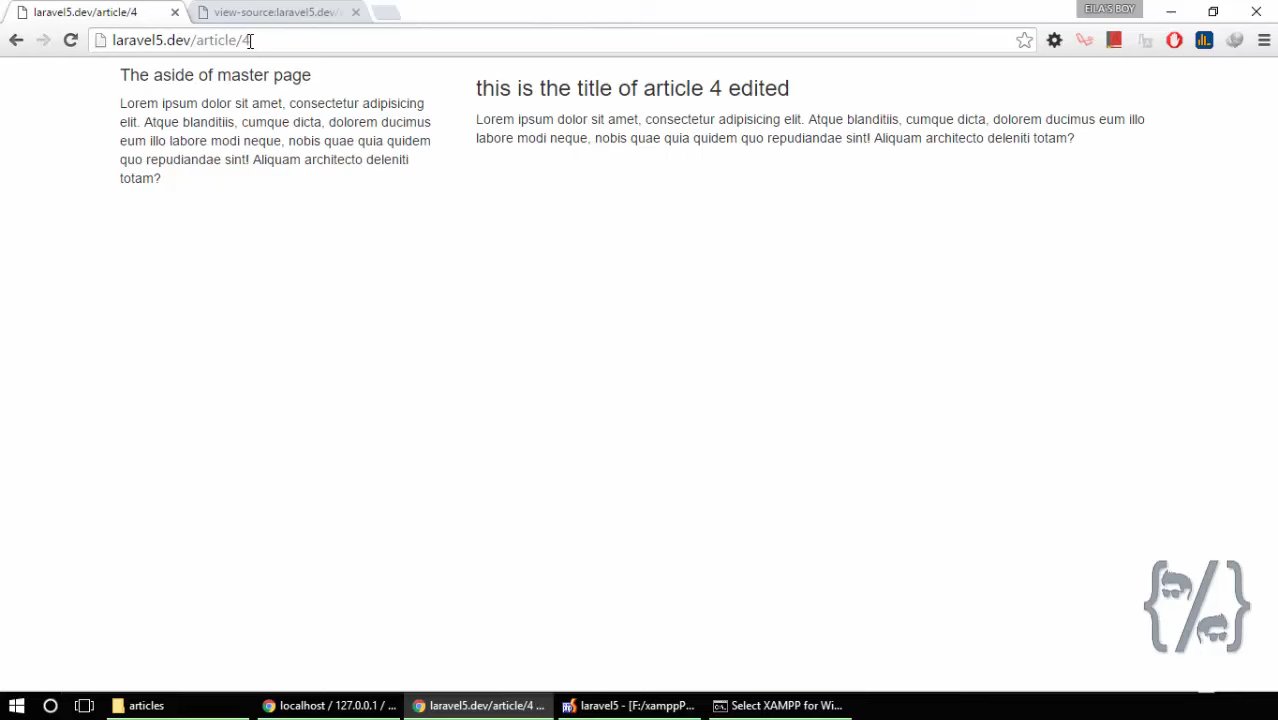 laravel5.dev/article/4
view-source:laravel5.dev/
EILA'S BOY
laravel5.dev/article/4
The aside of master page
Lorem ipsum dolor sit amet, consectetur adipisicing
elit. Atque blanditiis, cumque dicta, dolorem ducimus
eum illo labore modi neque, nobis quae quia quidem
quo repudiandae sint! Aliquam architecto deleniti
totam?
this is the title of article 4 edited
Lorem ipsum dolor sit amet, consectetur adipisicing elit. Atque blanditiis, cumque dicta, dolorem ducimus eum illo
labore modi neque, nobis quae quia quidem quo repudiandae sint! Aliquam architecto deleniti totam?
{/}
articles
localhost / 127.0.0.1 / ...
laravel5.dev/article/4 ...
laravel5 - [F:/xamppP...
Select XAMPP for Wi...